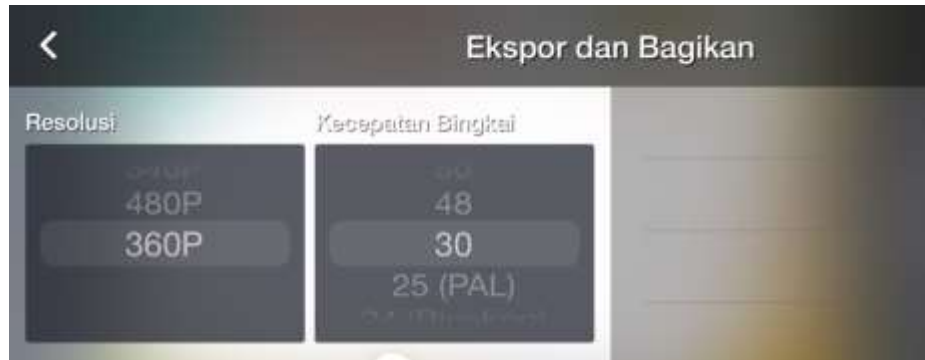 Ekspor dan Bagikan
Resolusi
Kecepatan Bingkai
480P
48
360P
30
25 (PAL)